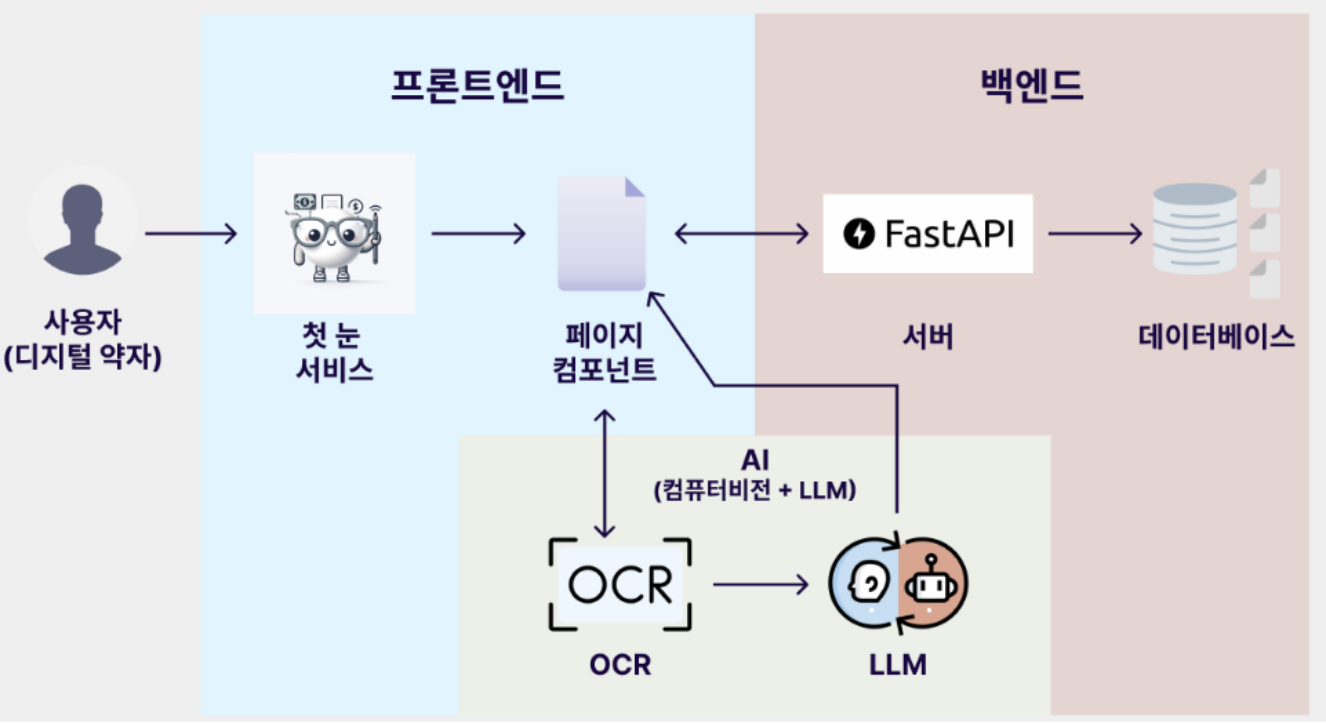 프론트엔드
백엔드
FastAPI
사용자
(디지털 약자)
첫 눈
서비스
페이지
컴포넌트
서버
데이터베이스
AI
(컴퓨터비전 + LLM)
OCR
OCR
LLM